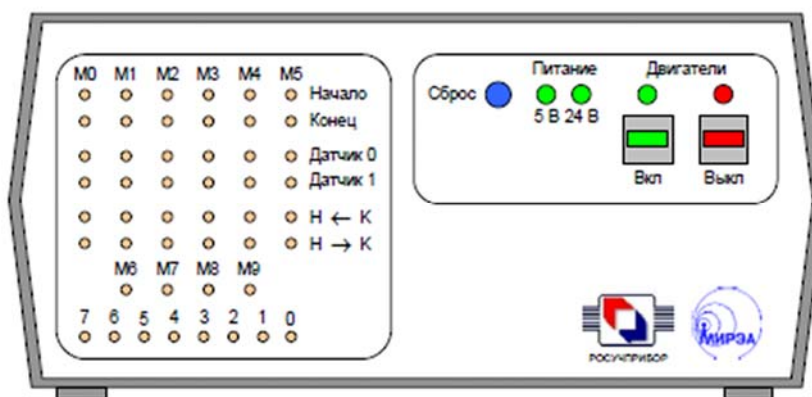 M0 M1 M2 M3 M4 M5
Начало
Конец
Датчик 0
Датчик 1
Н ← К
Н → К
M6 M7 M8 M9
7 6 5 4 3 2 1 0
Питание Двигатели
Сброс
5 В 24 В
Вкл Выкл
РОСУЧПРИБОР
МИРЭА